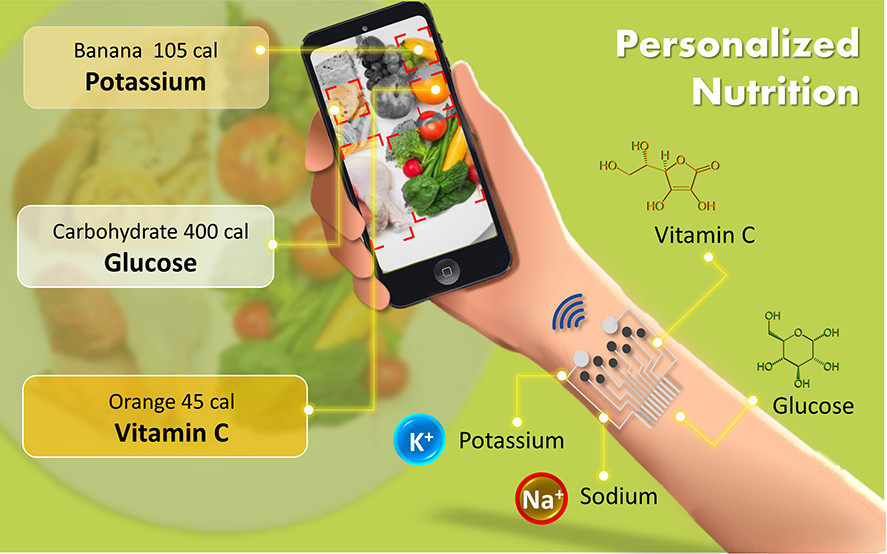 Personalized
Nutrition
Banana 105 cal
Potassium
Carbohydrate 400 cal
Glucose
Orange 45 cal
Vitamin C
HO
HO
H
O
O
HO
OH
Vitamin C
OH
O
OH
HO
OH
OH
Glucose
K+
Potassium
Na+
Sodium